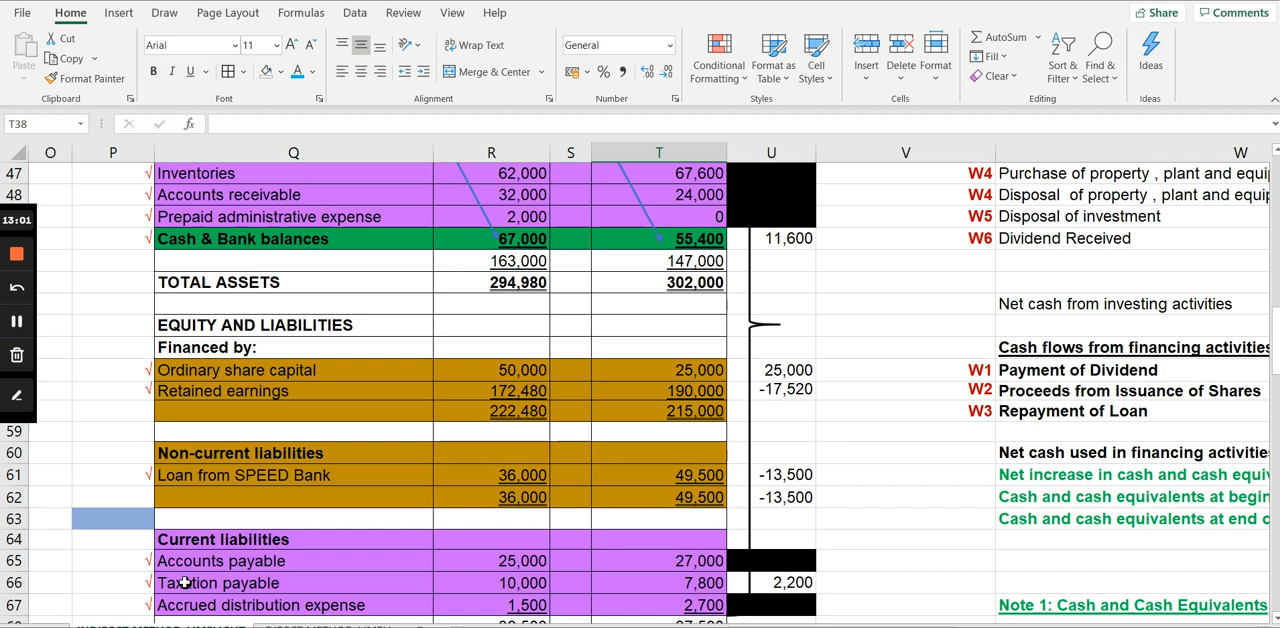 File Home Insert Draw Page Layout Formulas Data Review View Help Share Comments
Paste Cut Copy Format Painter Clipboard
Arial 11 A A B I U A Font
Wrap Text Merge & Center Alignment
General % , Number
Conditional Formatting Format as Table Cell Styles Styles
Insert Delete Format Cells
AutoSum Fill Clear Sort & Filter Find & Select Editing
Ideas Ideas
T38 fx
O P Q R S T U V W
47 √ Inventories 62,000 67,600 W4 Purchase of property , plant and equip
48 √ Accounts receivable 32,000 24,000 W4 Disposal of property , plant and equip
13:01 √ Prepaid administrative expense 2,000 0 W5 Disposal of investment
√ Cash & Bank balances 67,000 55,400 11,600 W6 Dividend Received
163,000 147,000
TOTAL ASSETS 294,980 302,000
Net cash from investing activities
EQUITY AND LIABILITIES
Financed by: Cash flows from financing activities
√ Ordinary share capital 50,000 25,000 25,000 W1 Payment of Dividend
√ Retained earnings 172,480 190,000 -17,520 W2 Proceeds from Issuance of Shares
222,480 215,000 W3 Repayment of Loan
59
60 Non-current liabilities Net cash used in financing activities
61 √ Loan from SPEED Bank 36,000 49,500 -13,500 Net increase in cash and cash equiv
62 36,000 49,500 -13,500 Cash and cash equivalents at begin
63 Cash and cash equivalents at end o
64 Current liabilities
65 √ Accounts payable 25,000 27,000
66 √ Taxation payable 10,000 7,800 2,200
67 √ Accrued distribution expense 1,500 2,700 Note 1: Cash and Cash Equivalents